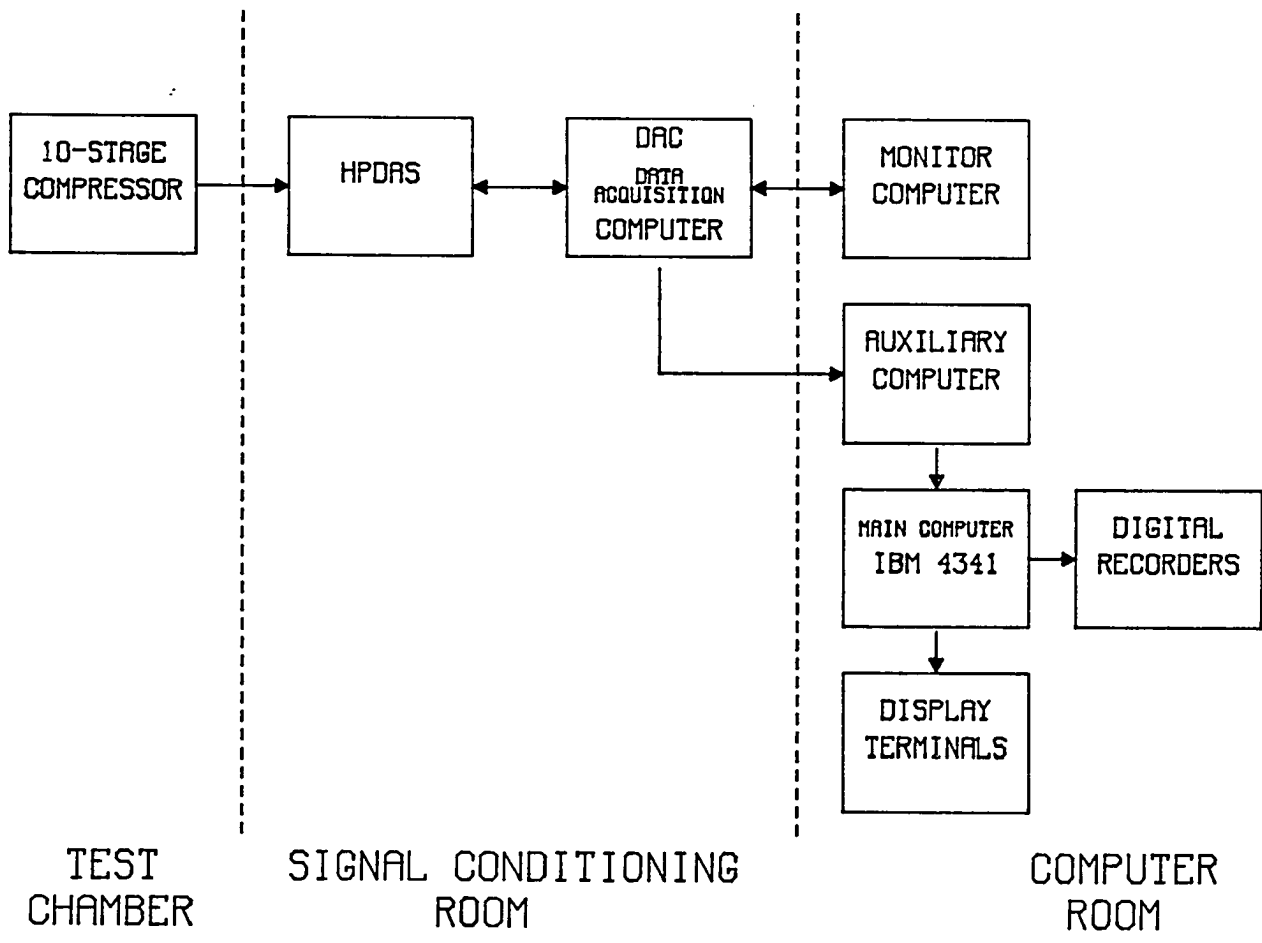 10-STAGE
COMPRESSOR
HPDAS
DAC
DATA
ACQUISITION
COMPUTER
MONITOR
COMPUTER
AUXILIARY
COMPUTER
MAIN COMPUTER
IBM 4341
DIGITAL
RECORDERS
DISPLAY
TERMINALS
TEST
CHAMBER
SIGNAL CONDITIONING
ROOM
COMPUTER
ROOM